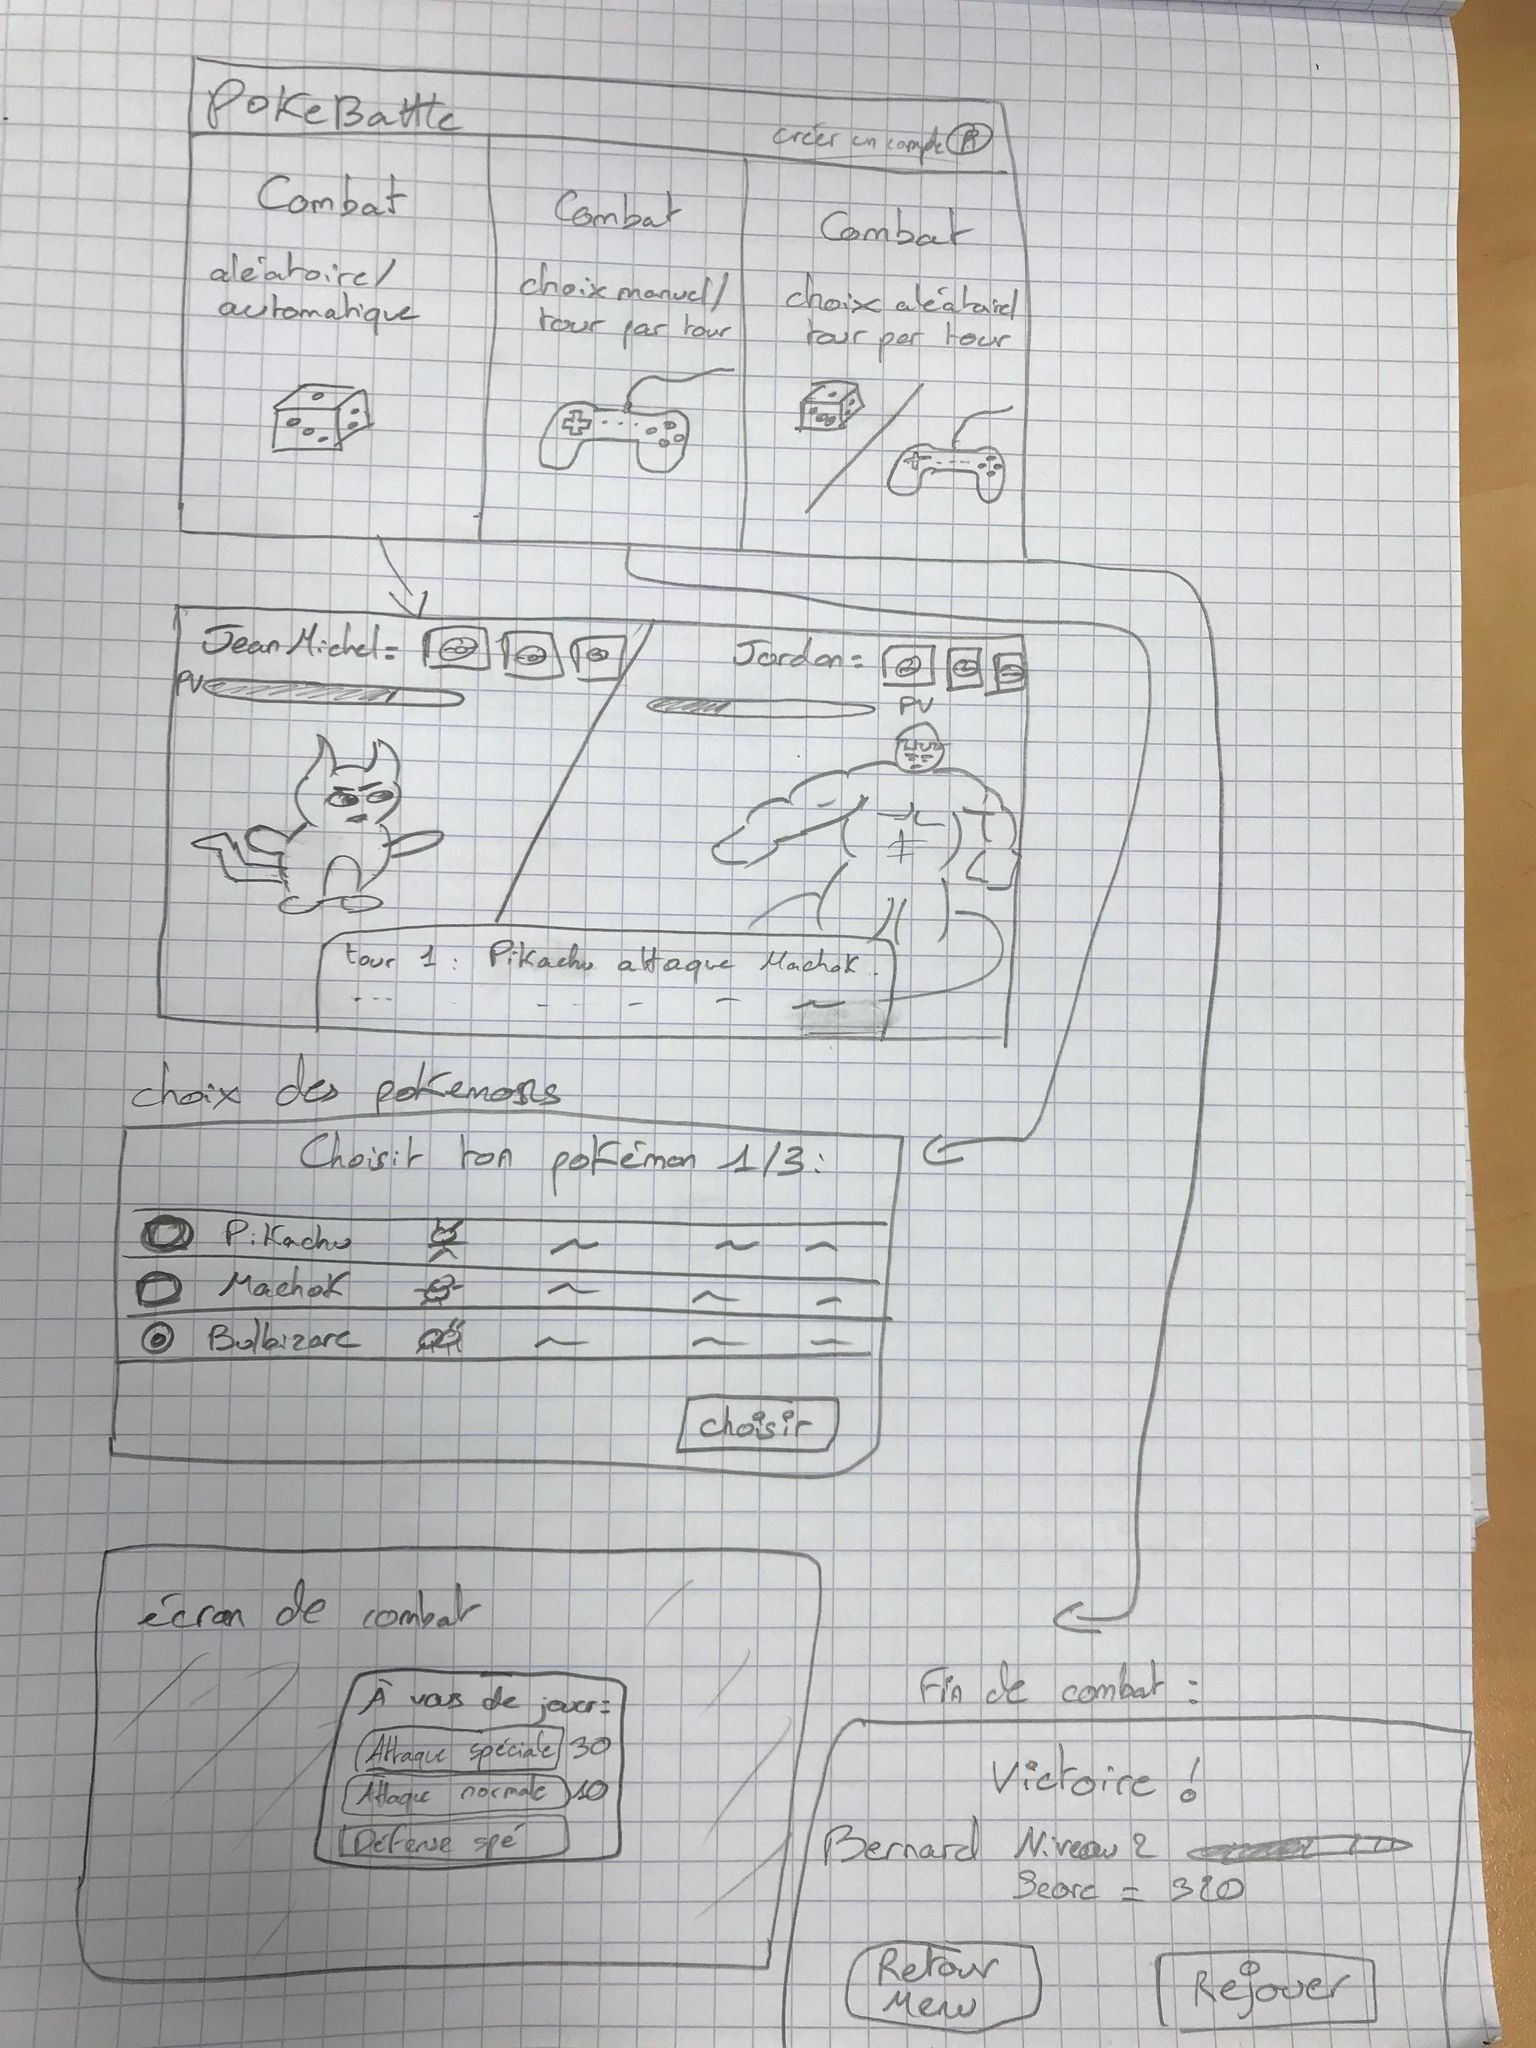 PokeBattle
créer un compte
Combat
aléatoire/
automatique
Combat
choix manuel/
tour par tour
Combat
choix aléatoire/
tour par tour
Jean Michel =
PV
Jordan =
PV
tour 1 : Pikachu attaque Machok.
choix des pokemons
Choisit ton pokémon 1/3 :
Pikachu
Machok
Bulbizare
choisir
écran de combat
À vous de jouer =
Attaque spéciale 30
Attaque normale 10
Défense spé
Fin de combat :
Victoire !
Bernard Niveau 2
Score = 320
Retour
Menu
Rejouer